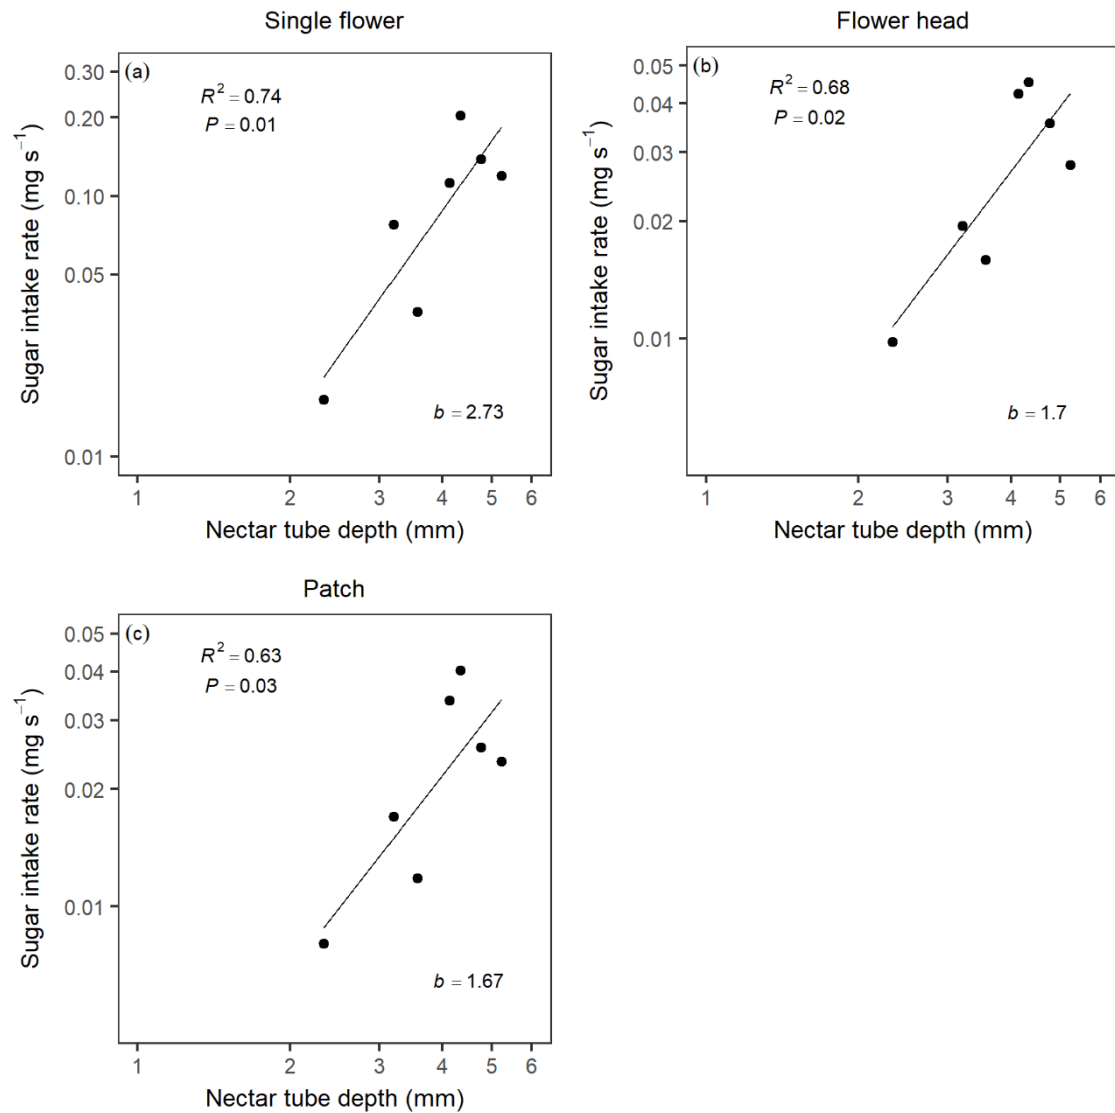 Single flower
(a)
R² = 0.74
P = 0.01
b = 2.73
0.30
0.20
0.10
0.05
0.01
Sugar intake rate (mg s⁻¹)
1 2 3 4 5 6
Nectar tube depth (mm)
Flower head
(b)
R² = 0.68
P = 0.02
b = 1.7
0.05
0.04
0.03
0.02
0.01
Sugar intake rate (mg s⁻¹)
1 2 3 4 5 6
Nectar tube depth (mm)
Patch
(c)
R² = 0.63
P = 0.03
b = 1.67
0.05
0.04
0.03
0.02
0.01
Sugar intake rate (mg s⁻¹)
1 2 3 4 5 6
Nectar tube depth (mm)